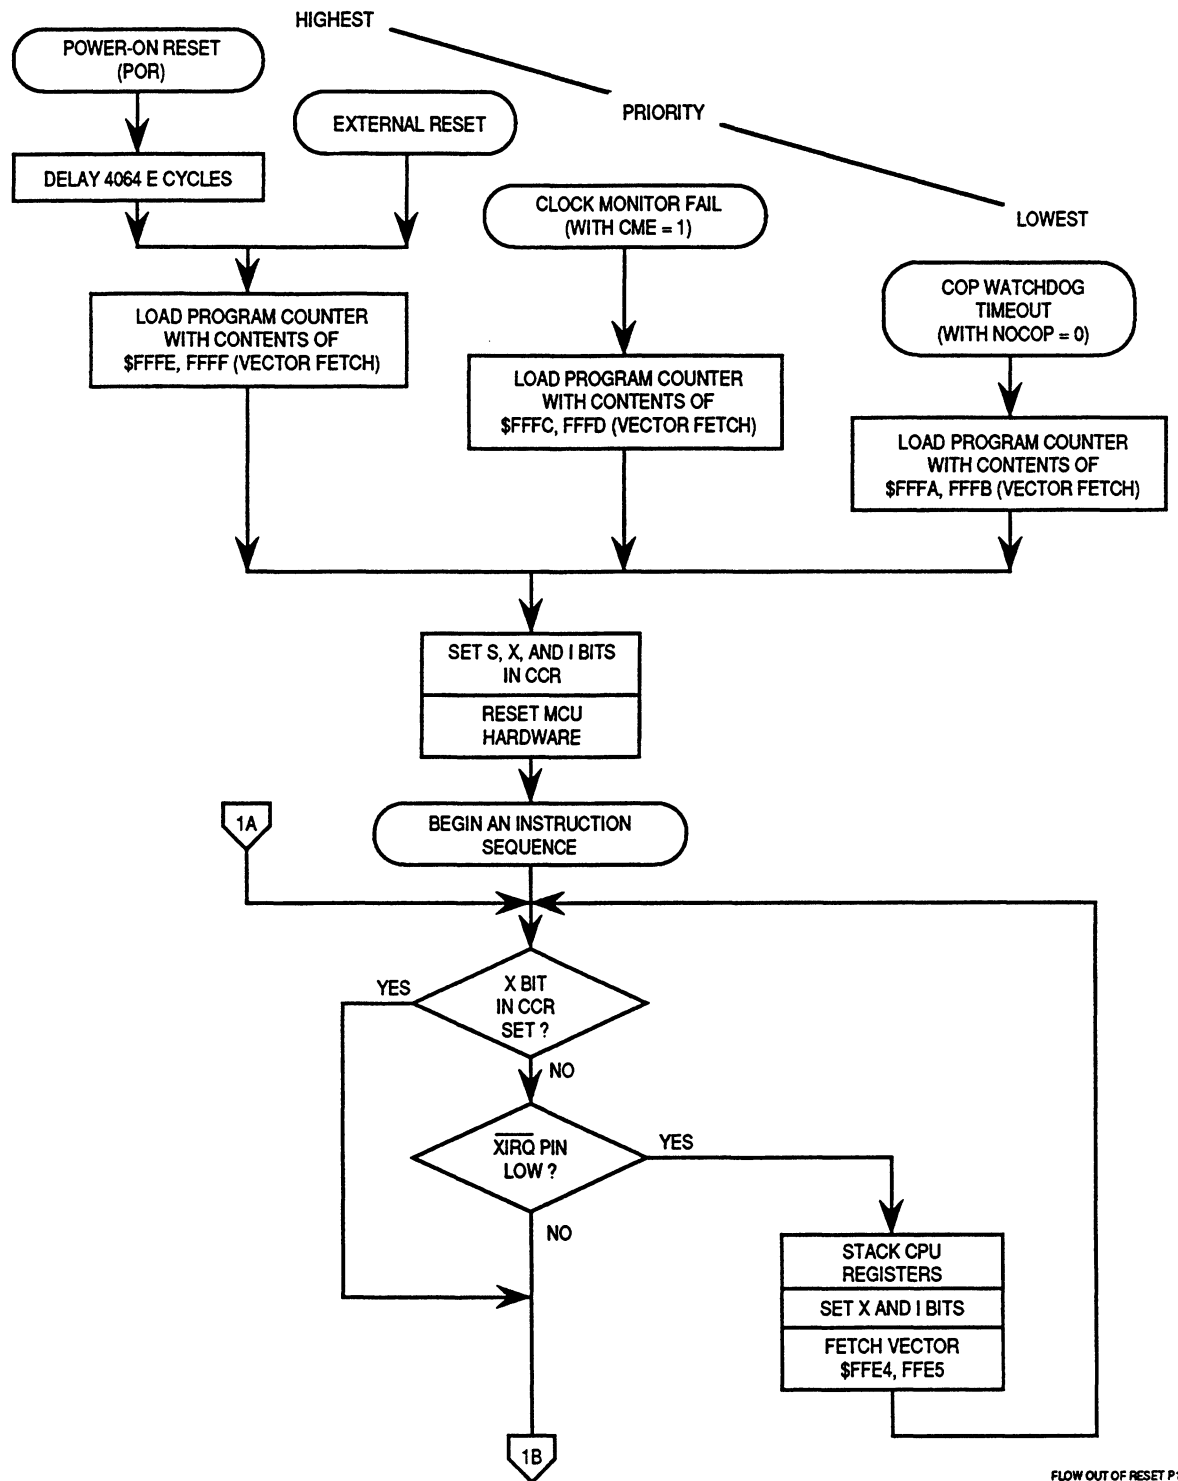 HIGHEST
POWER-ON RESET
(POR)
PRIORITY
EXTERNAL RESET
DELAY 4064 E CYCLES
CLOCK MONITOR FAIL
(WITH CME = 1)
LOWEST
COP WATCHDOG
TIMEOUT
(WITH NOCOP = 0)
LOAD PROGRAM COUNTER
WITH CONTENTS OF
$FFFE, FFFF (VECTOR FETCH)
LOAD PROGRAM COUNTER
WITH CONTENTS OF
$FFFC, FFFD (VECTOR FETCH)
LOAD PROGRAM COUNTER
WITH CONTENTS OF
$FFFA, FFFB (VECTOR FETCH)
SET S, X, AND I BITS
IN CCR
RESET MCU
HARDWARE
1A
BEGIN AN INSTRUCTION
SEQUENCE
YES
X BIT
IN CCR
SET ?
NO
XIRQ PIN
LOW ?
YES
NO
STACK CPU
REGISTERS
SET X AND I BITS
FETCH VECTOR
$FFE4, FFE5
1B
FLOW OUT OF RESET P1